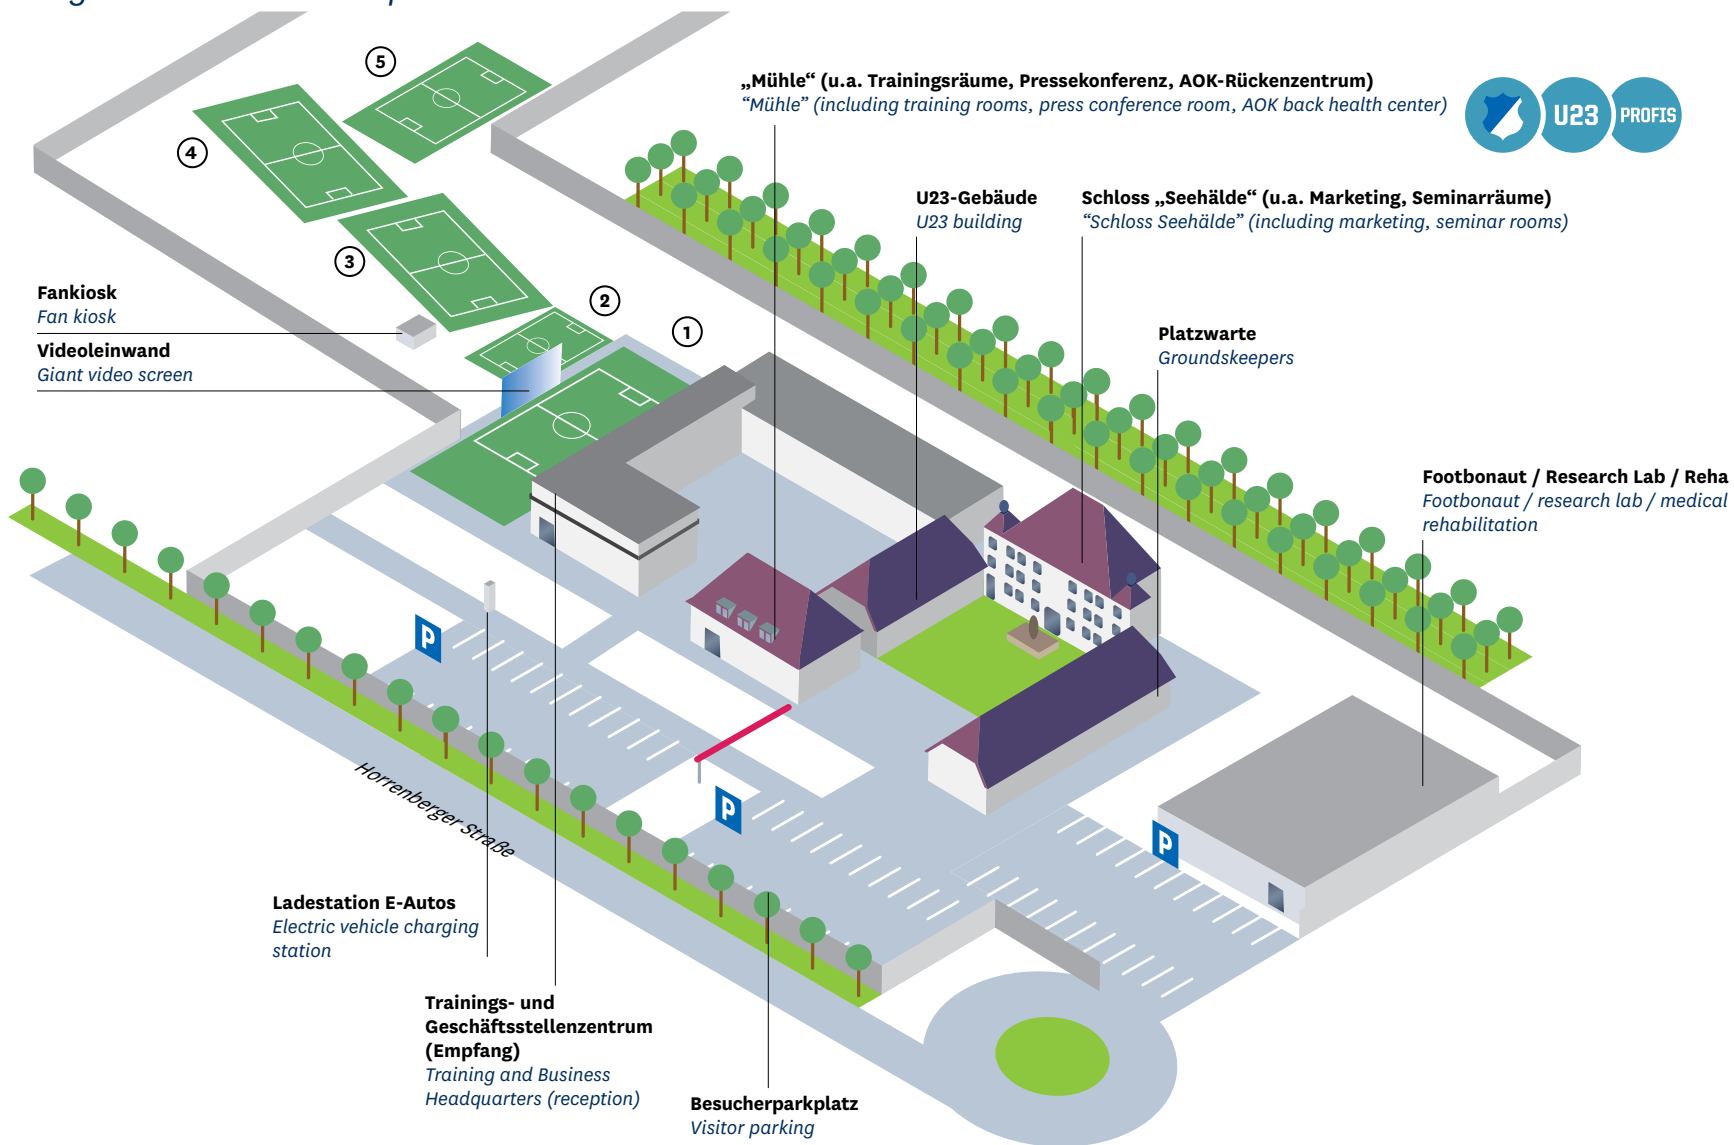 5
„Mühle“ (u.a. Trainingsräume, Pressekonferenz, AOK-Rückenzentrum)
“Mühle” (including training rooms, press conference room, AOK back health center)
U23
PROFIS
4
U23-Gebäude
U23 building
Schloss „Seehälde“ (u.a. Marketing, Seminarräume)
“Schloss Seehälde” (including marketing, seminar rooms)
3
Fankiosk
Fan kiosk
2
1
Videoleinwand
Giant video screen
Platzwarte
Groundskeepers
Footbonaut / Research Lab / Reha
Footbonaut / research lab / medical
rehabilitation
P
P
P
Horrenberger Straße
Ladestation E-Autos
Electric vehicle charging
station
Trainings- und
Geschäftsstellenzentrum
(Empfang)
Training and Business
Headquarters (reception)
Besucherparkplatz
Visitor parking